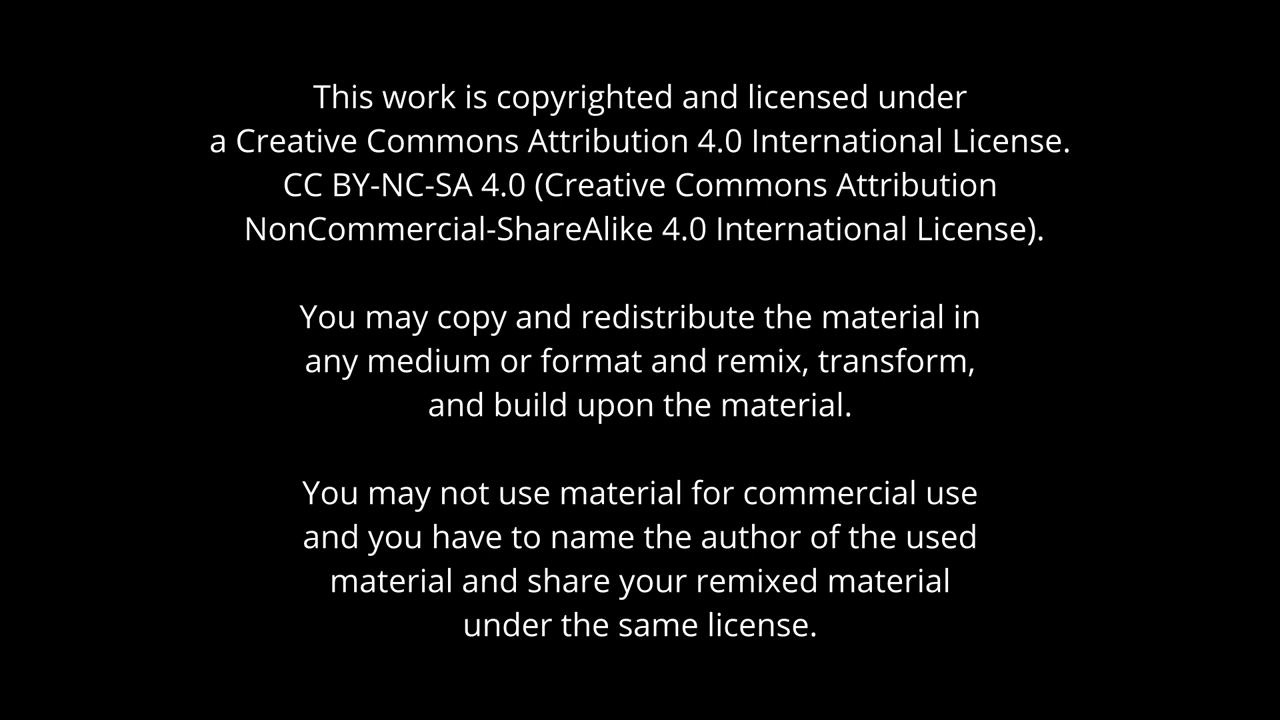 This work is copyrighted and licensed under
a Creative Commons Attribution 4.0 International License.
CC BY-NC-SA 4.0 (Creative Commons Attribution
NonCommercial-ShareAlike 4.0 International License).
You may copy and redistribute the material in
any medium or format and remix, transform,
and build upon the material.
You may not use material for commercial use
and you have to name the author of the used
material and share your remixed material
under the same license.